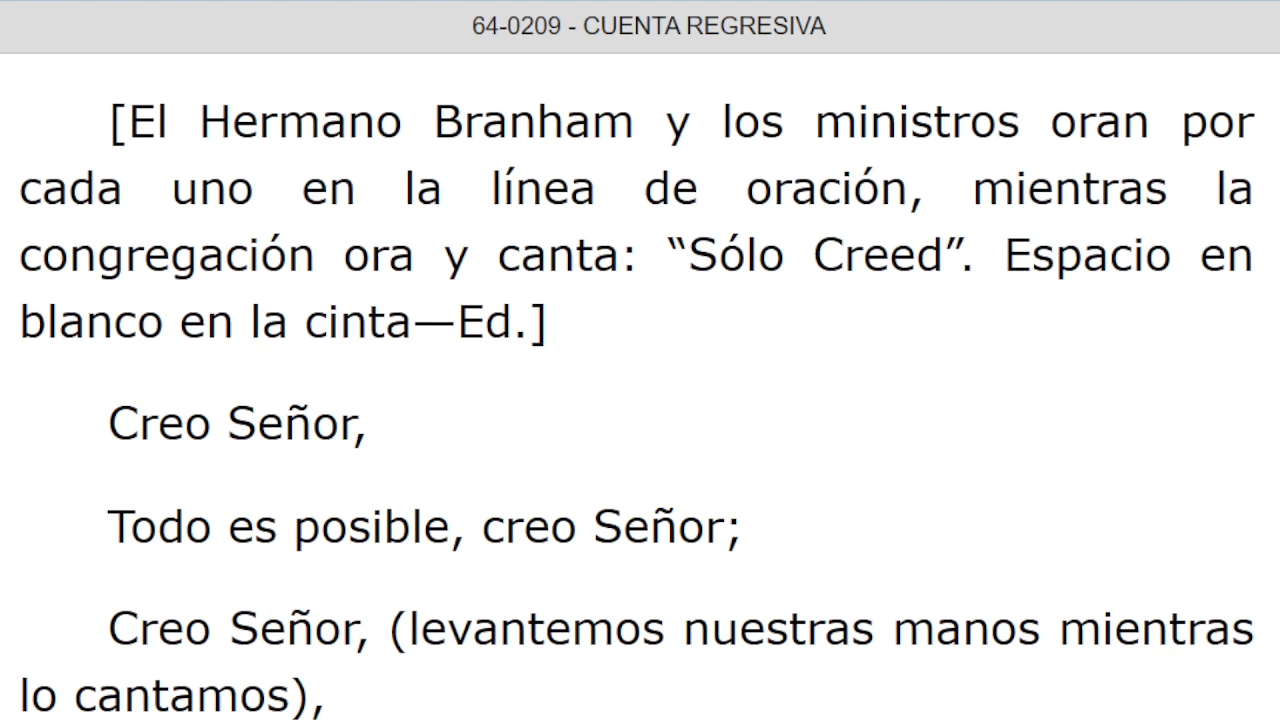 64-0209 - CUENTA REGRESIVA
[El Hermano Branham y los ministros oran por
cada uno en la línea de oración, mientras la
congregación ora y canta: “Sólo Creed”. Espacio en
blanco en la cinta—Ed.]
Creo Señor,
Todo es posible, creo Señor;
Creo Señor, (levantemos nuestras manos mientras
lo cantamos),